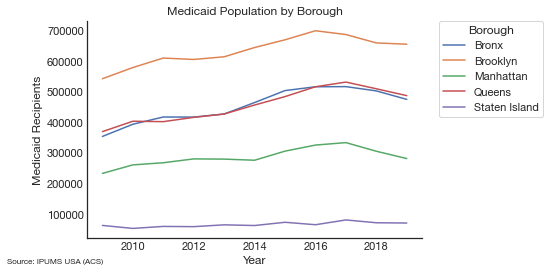 Medicaid Population by Borough
Medicaid Recipients
700000
600000
500000
400000
300000
200000
100000
2010
2012
2014
2016
2018
Year
Borough
Bronx
Brooklyn
Manhattan
Queens
Staten Island
Source: IPUMS USA (ACS)